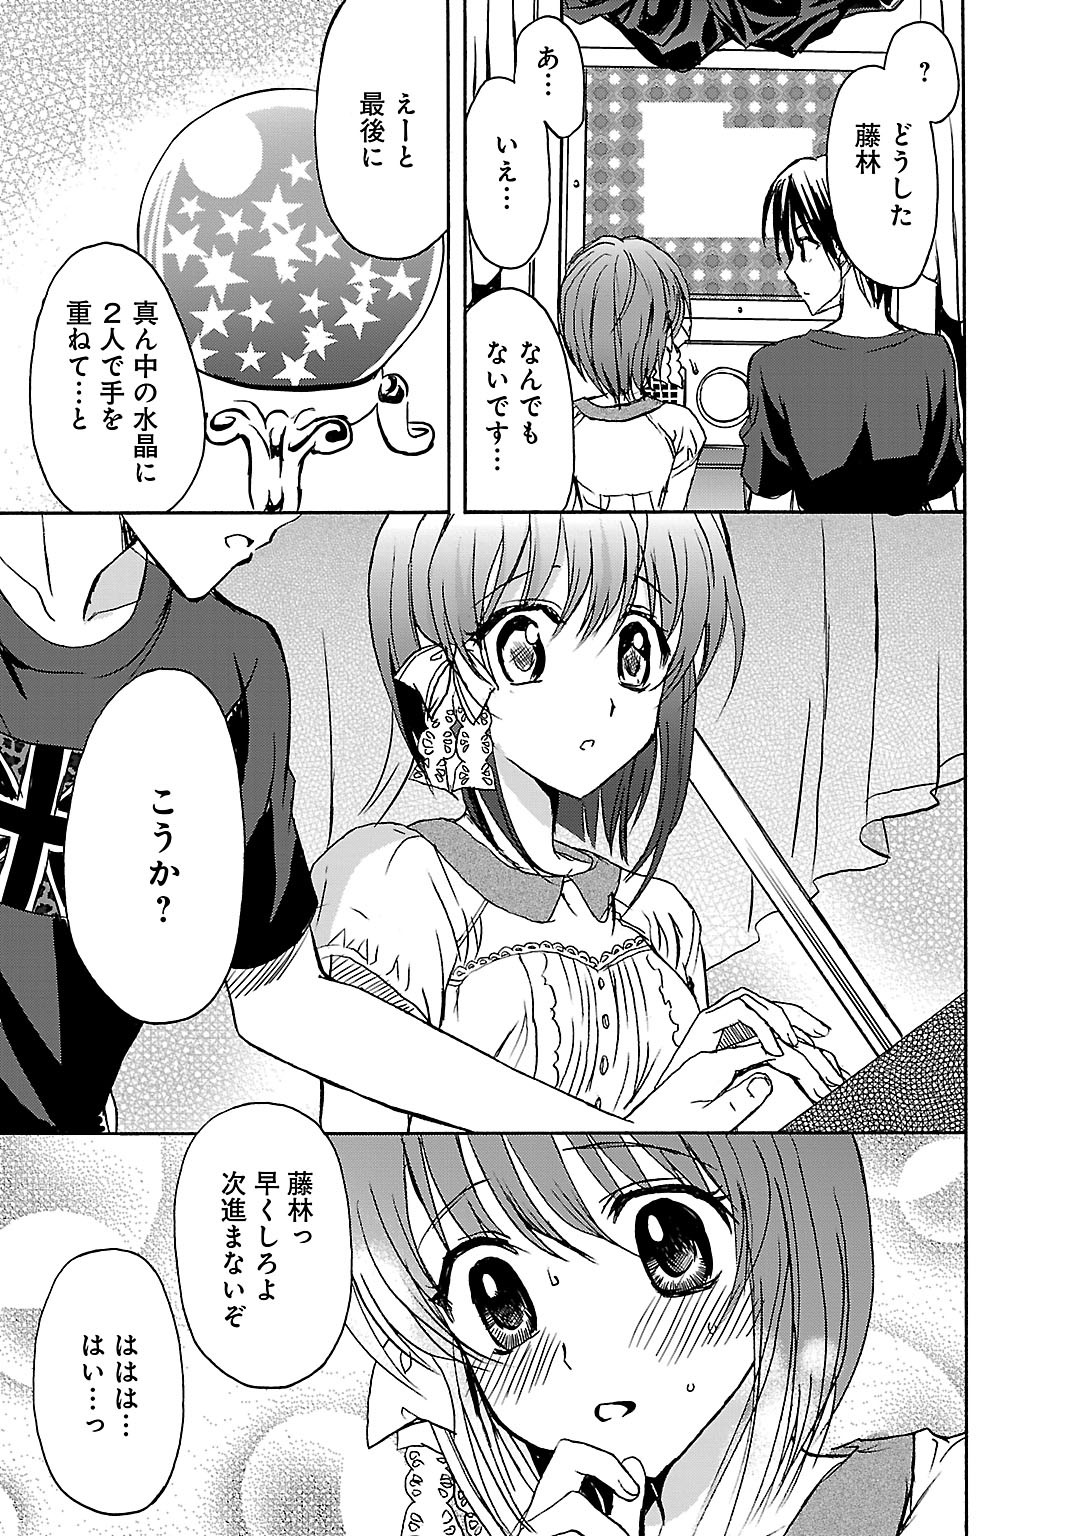 ?
どうした
藤林
あ…
いえ…
なんでも
ないです…
えーと
最後に
真ん中の水晶に
2人で手を
重ねて…と
こうか?
藤林っ
早くしろよ
次進まないぞ
ははは…
はい…っ